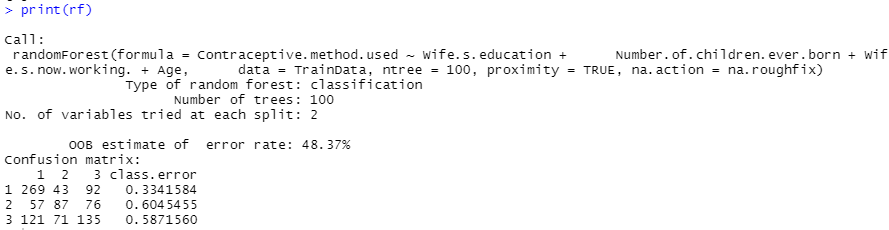 > print(rf)
Call:
randomForest(formula = Contraceptive.method.used ~ Wife.s.education +      Number.of.children.ever.born + Wif
e.s.now.working. + Age,      data = TrainData, ntree = 100, proximity = TRUE, na.action = na.roughfix)
Type of random forest: classification
Number of trees: 100
No. of variables tried at each split: 2
OOB estimate of  error rate: 48.37%
Confusion matrix:
1  2   3 class.error
1 269 43  92   0.3341584
2  57 87  76   0.6045455
3 121 71 135   0.5871560